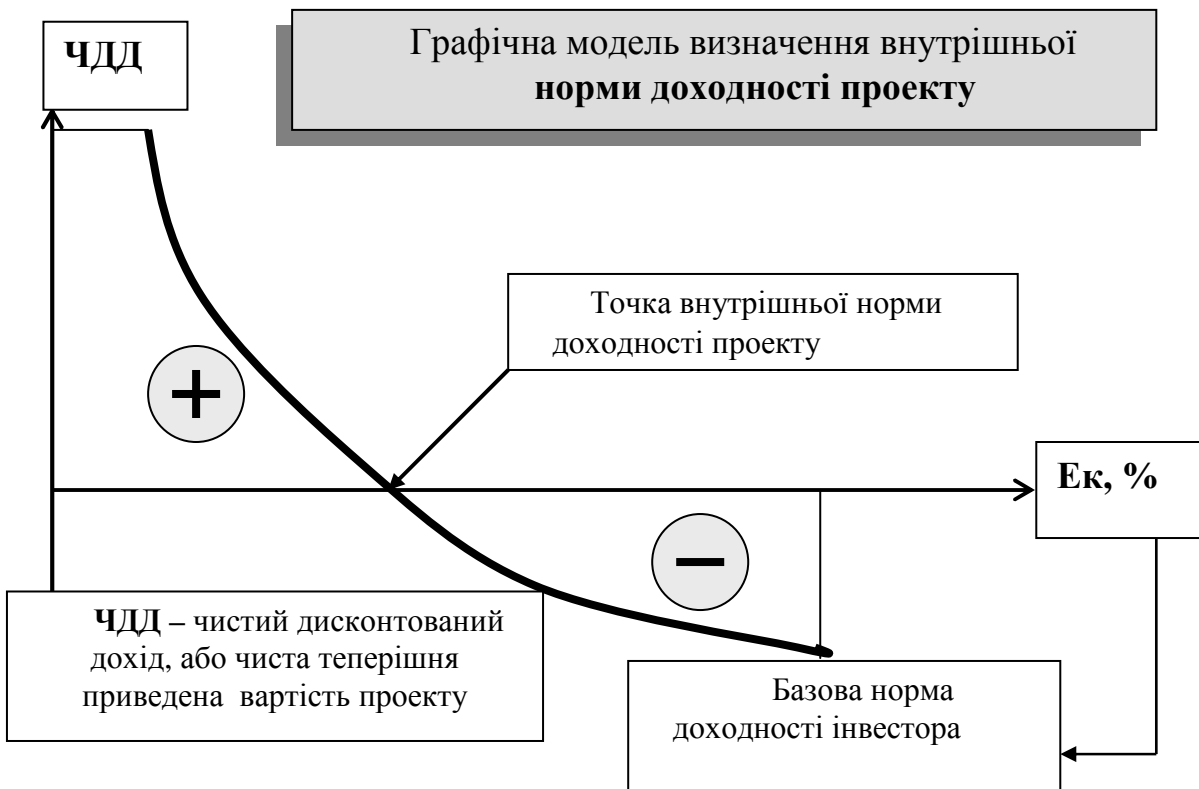 ЧДД
Графічна модель визначення внутрішньої
норми доходності проекту
Точка внутрішньої норми
доходності проекту
+
Ек, %
−
ЧДД – чистий дисконтований
дохід, або чиста теперішня
приведена вартість проекту
Базова норма
доходності інвестора